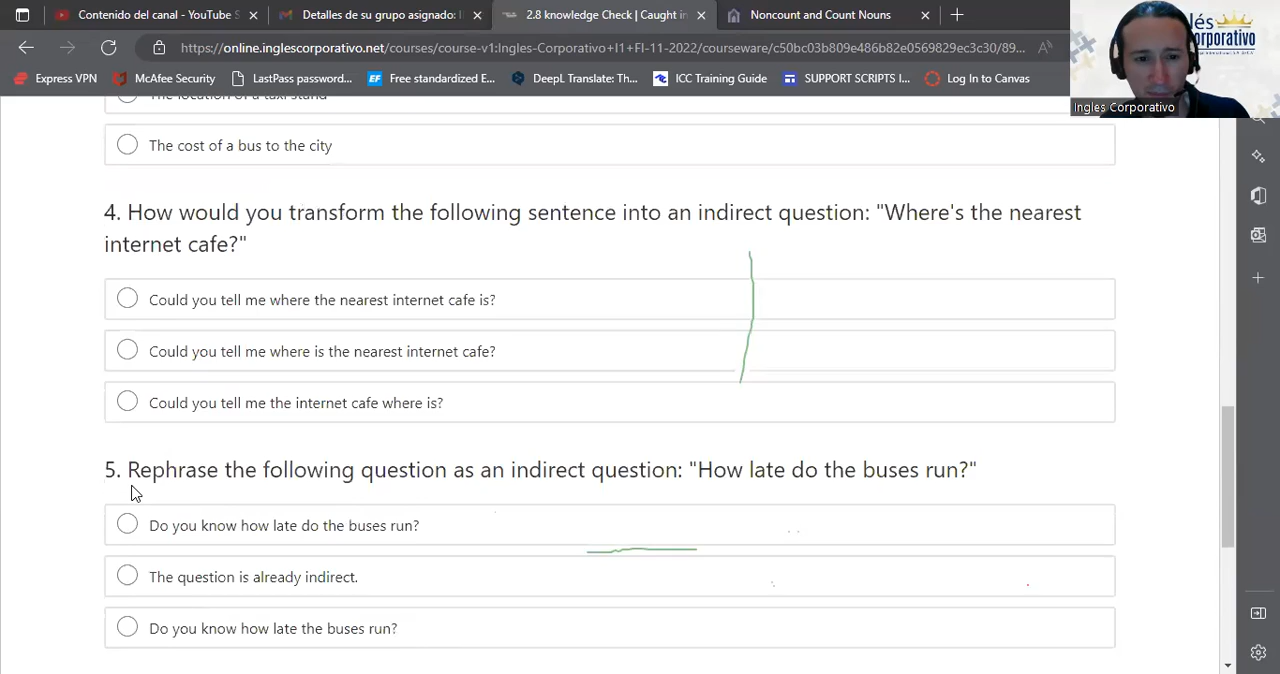 Contenido del canal - YouTube S
Detalles de su grupo asignado: I
2.8 knowledge Check | Caught in
Noncount and Count Nouns
https://online.inglescorporativo.net/courses/course-v1:Ingles-Corporativo+I1+FI-11-2022/courseware/c50bc03b809e486b82e0569829ec3c30/89...
Express VPN
McAfee Security
LastPass password...
Free standardized E...
DeepL Translate: Th...
ICC Training Guide
SUPPORT SCRIPTS I...
Log In to Canvas
Ingles Corporativo
The location of a taxi stand
The cost of a bus to the city
4. How would you transform the following sentence into an indirect question: "Where's the nearest
internet cafe?"
Could you tell me where the nearest internet cafe is?
Could you tell me where is the nearest internet cafe?
Could you tell me the internet cafe where is?
5. Rephrase the following question as an indirect question: "How late do the buses run?"
Do you know how late do the buses run?
The question is already indirect.
Do you know how late the buses run?